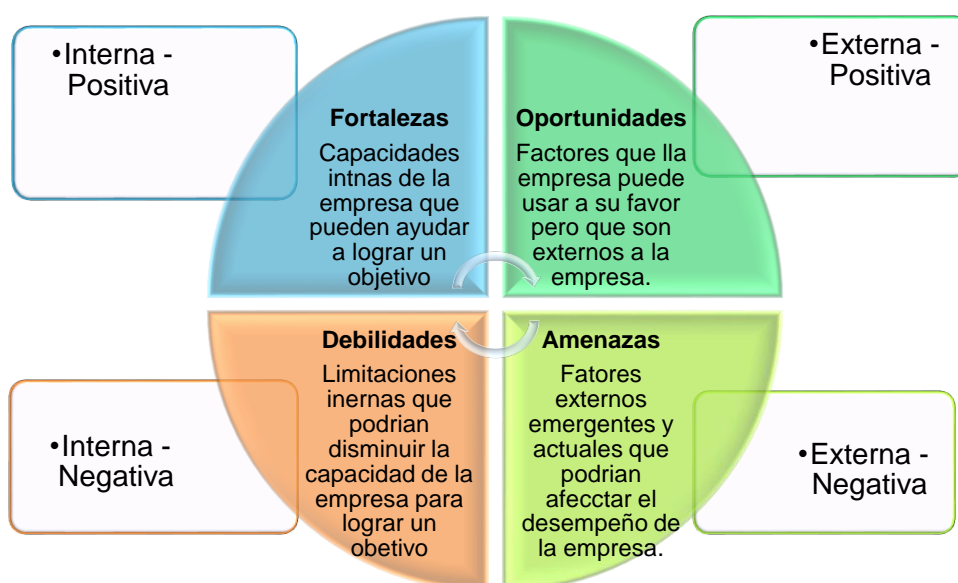 •Interna -
Positiva
Fortalezas
Capacidades
intnas de la
empresa que
pueden ayudar
a lograr un
objetivo
Oportunidades
Factores que lla
empresa puede
usar a su favor
pero que son
externos a la
empresa.
•Externa -
Positiva
•Interna -
Negativa
Debilidades
Limitaciones
inernas que
podrian
disminuir la
capacidad de la
empresa para
lograr un
obetivo
Amenazas
Fatores
externos
emergentes y
actuales que
podrian
afecctar el
desempeño de
la empresa.
•Externa -
Negativa